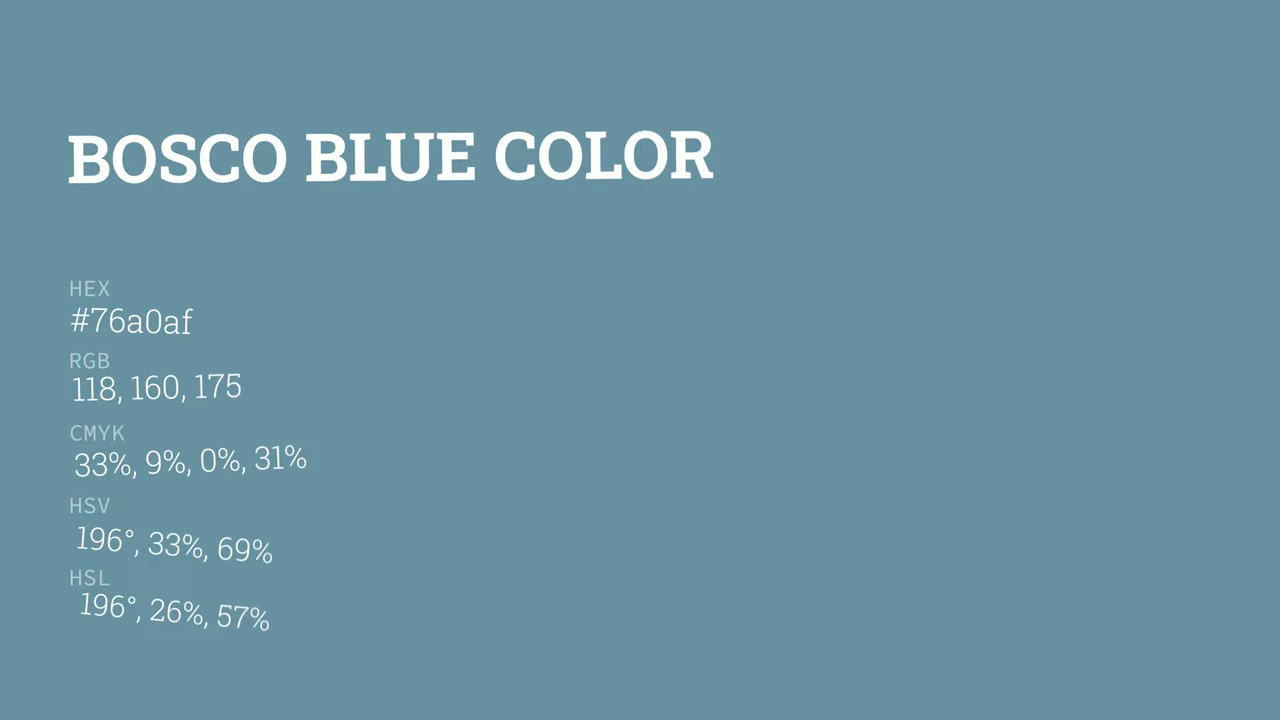 BOSCO BLUE COLOR
HEX
#76a0af
RGB
118, 160, 175
CMYK
33%, 9%, 0%, 31%
HSV
196°, 33%, 69%
HSL
196°, 26%, 57%